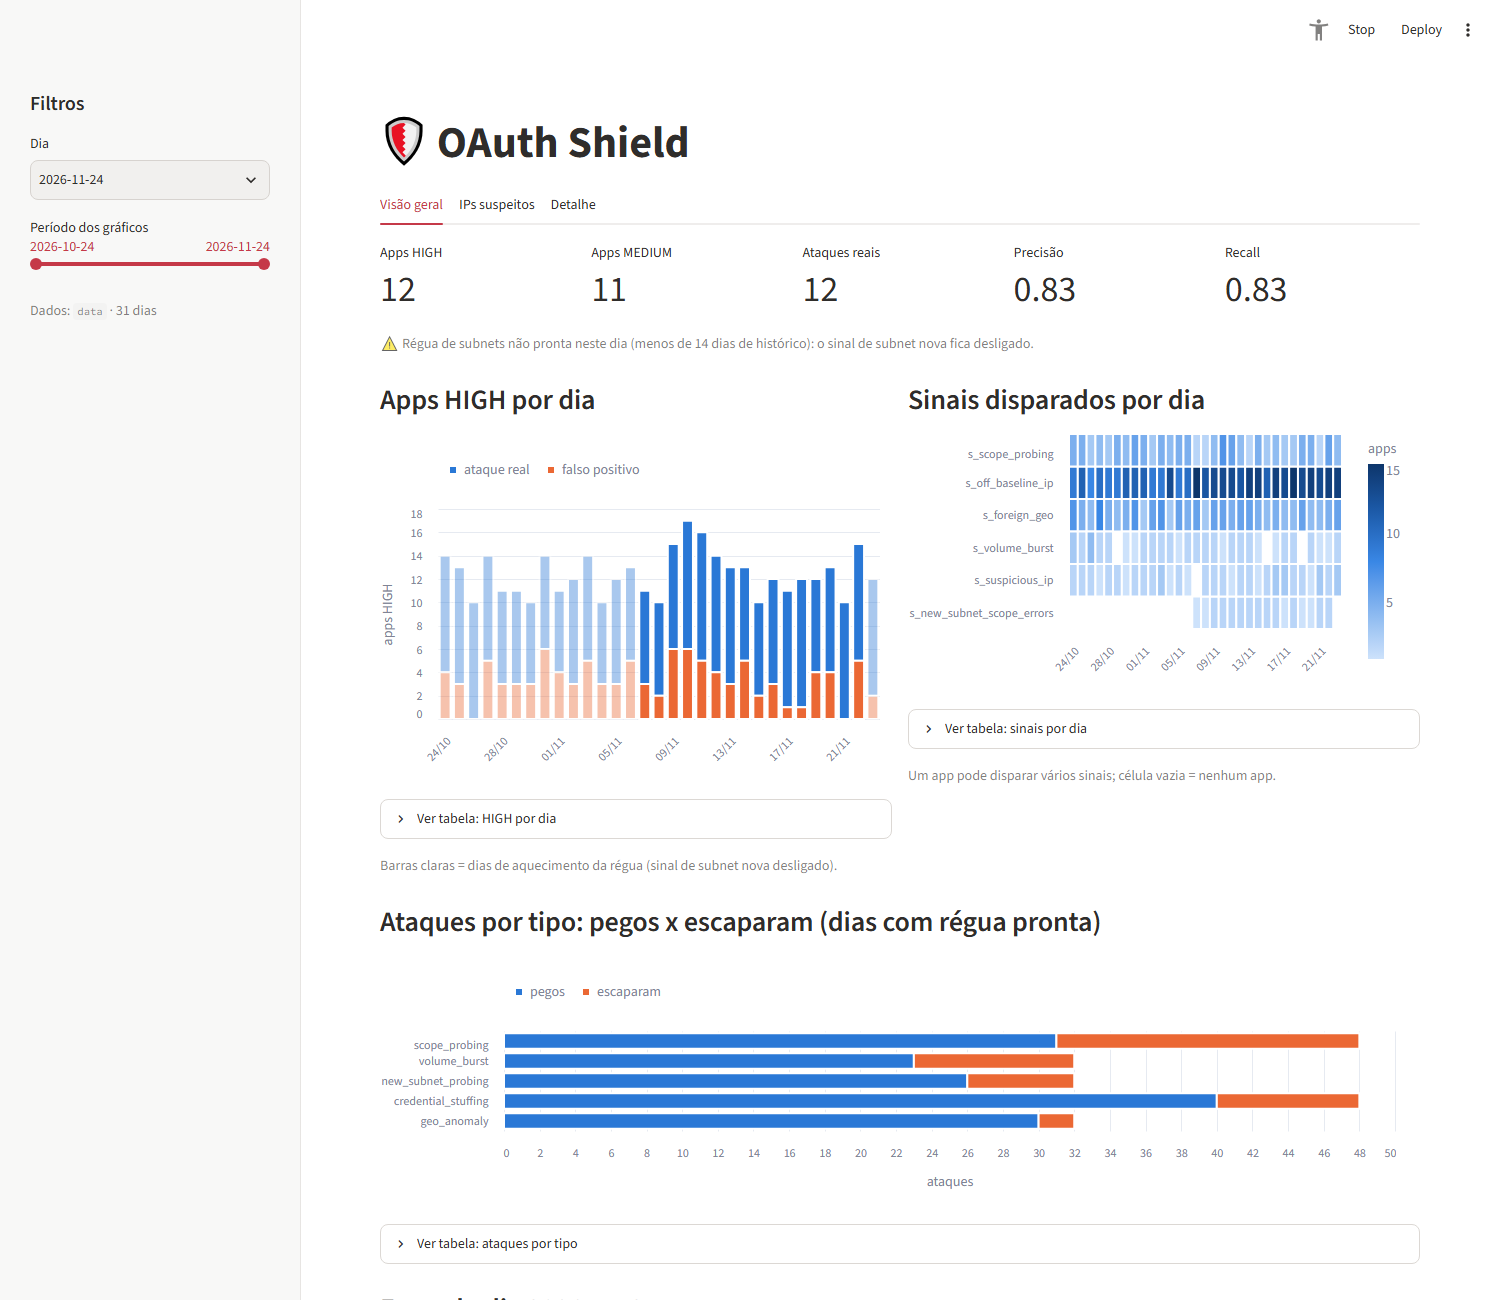 Stop
Deploy
Filtros
Dia
2026-11-24
Período dos gráficos
2026-10-24
2026-11-24
Dados: data · 31 dias
OAuth Shield
Visão geral
IPs suspeitos
Detalhe
Apps HIGH
Apps MEDIUM
Ataques reais
Precisão
Recall
12
11
12
0.83
0.83
Régua de subnets não pronta neste dia (menos de 14 dias de histórico): o sinal de subnet nova fica desligado.
Apps HIGH por dia
ataque real
falso positivo
apps HIGH
18
16
14
12
10
8
6
4
2
0
24/10
28/10
01/11
05/11
09/11
13/11
17/11
21/11
Ver tabela: HIGH por dia
Barras claras = dias de aquecimento da régua (sinal de subnet nova desligado).
Sinais disparados por dia
s_scope_probing
s_off_baseline_ip
s_foreign_geo
s_volume_burst
s_suspicious_ip
s_new_subnet_scope_errors
24/10
28/10
01/11
05/11
09/11
13/11
17/11
21/11
apps
15
10
5
Ver tabela: sinais por dia
Um app pode disparar vários sinais; célula vazia = nenhum app.
Ataques por tipo: pegos x escaparam (dias com régua pronta)
pegos
escaparam
scope_probing
volume_burst
new_subnet_probing
credential_stuffing
geo_anomaly
0 2 4 6 8 10 12 14 16 18 20 22 24 26 28 30 32 34 36 38 40 42 44 46 48 50
ataques
Ver tabela: ataques por tipo